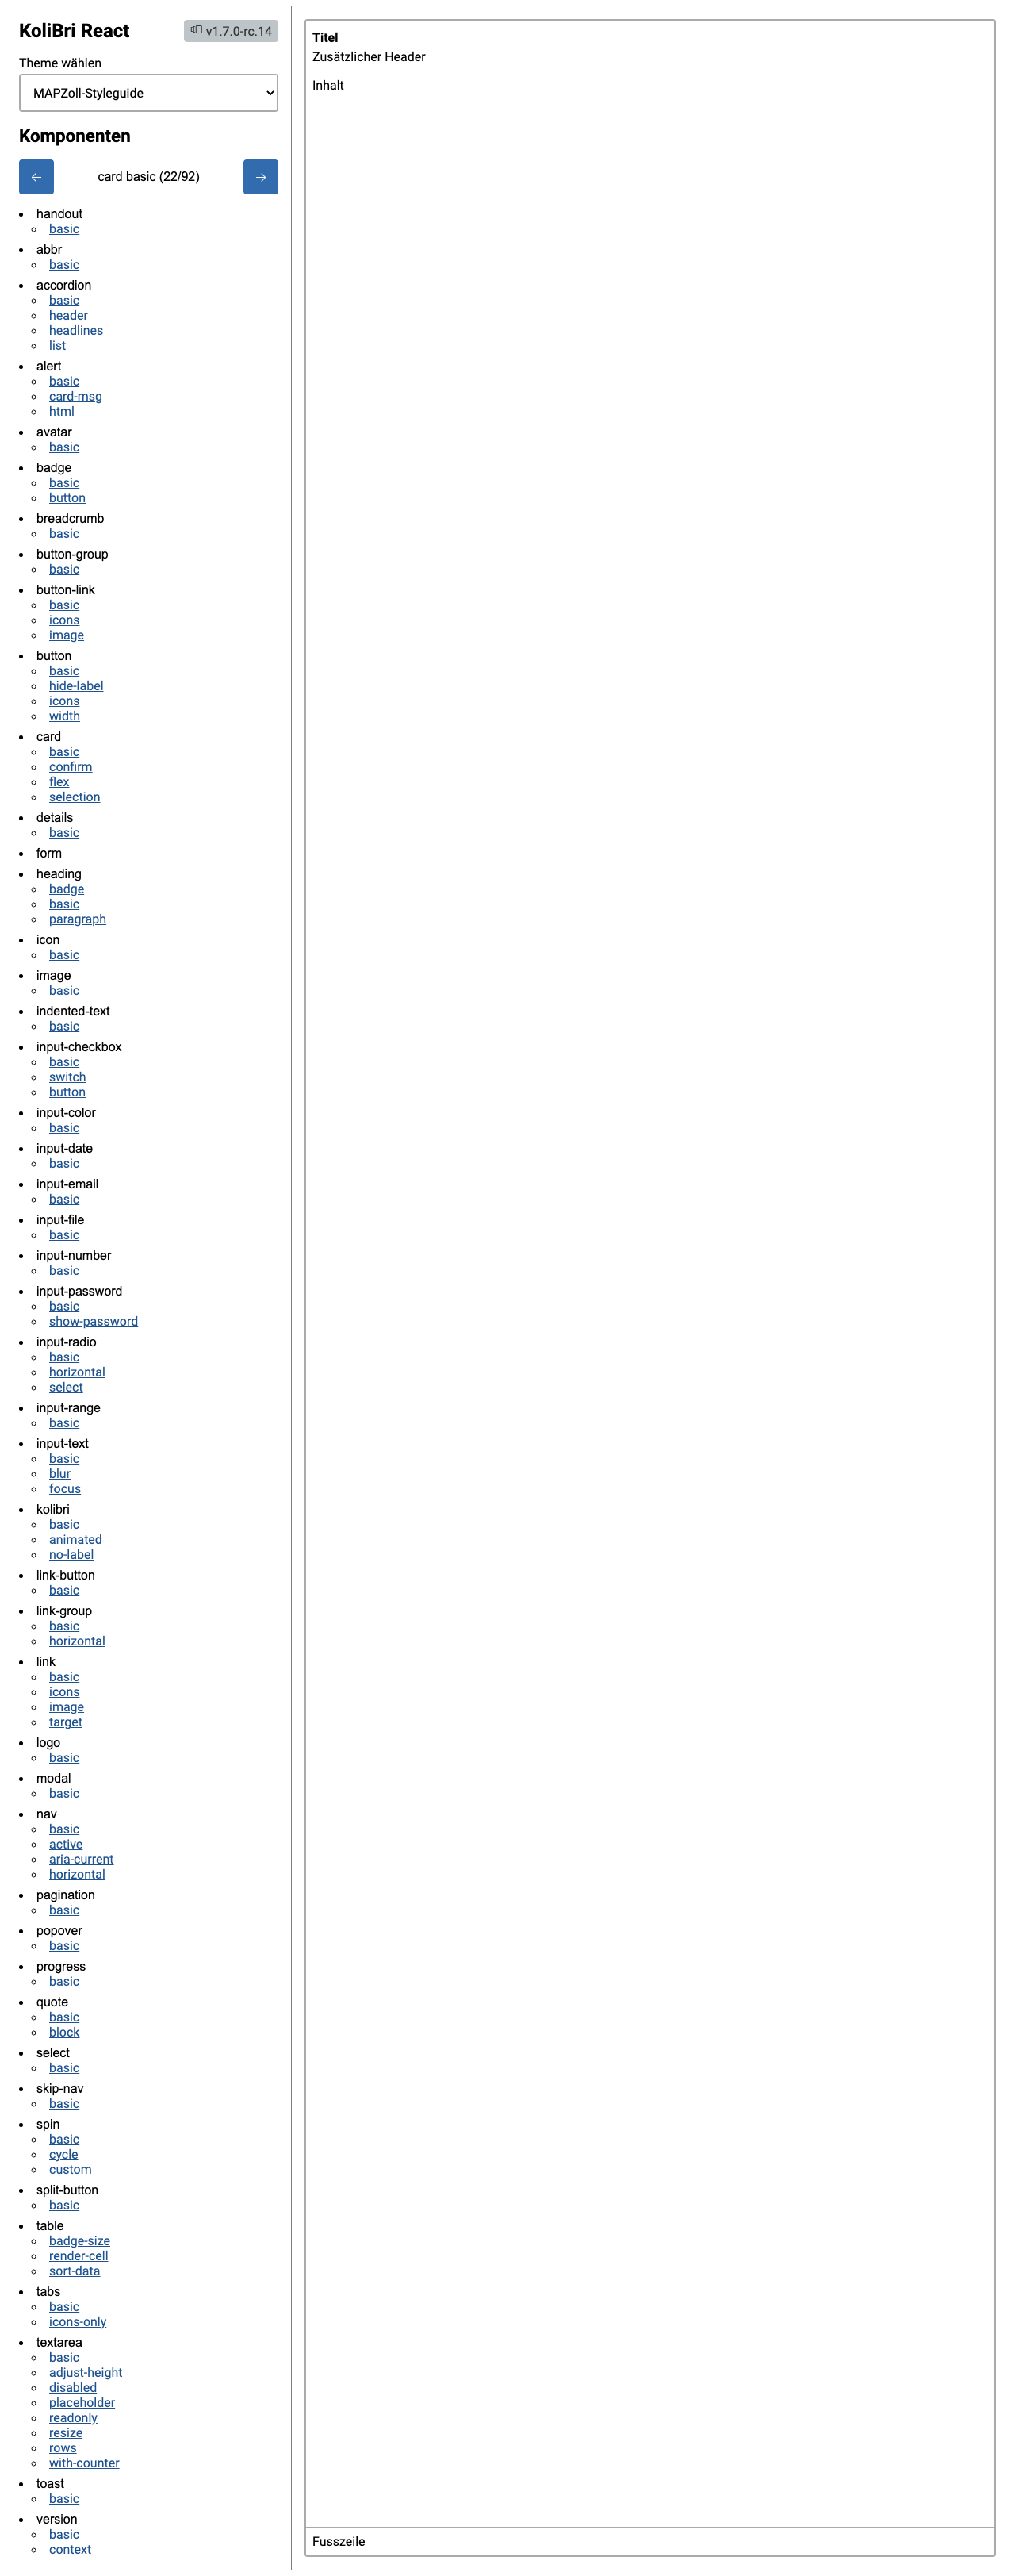 KoliBri React
v1.7.0-rc.14
Theme wählen
MAPZoll-Styleguide
Komponenten
← card basic (22/92) →
handout
basic
abbr
basic
accordion
basic
header
headlines
list
alert
basic
card-msg
html
avatar
basic
badge
basic
button
breadcrumb
basic
button-group
basic
button-link
basic
icons
image
button
basic
hide-label
icons
width
card
basic
confirm
flex
selection
details
basic
form
heading
badge
basic
paragraph
icon
basic
image
basic
indented-text
basic
input-checkbox
basic
switch
button
input-color
basic
input-date
basic
input-email
basic
input-file
basic
input-number
basic
input-password
basic
show-password
input-radio
basic
horizontal
select
input-range
basic
input-text
basic
blur
focus
kolibri
basic
animated
no-label
link-button
basic
link-group
basic
horizontal
link
basic
icons
image
target
logo
basic
modal
basic
nav
basic
active
aria-current
horizontal
pagination
basic
popover
basic
progress
basic
quote
basic
block
select
basic
skip-nav
basic
spin
basic
cycle
custom
split-button
basic
table
badge-size
render-cell
sort-data
tabs
basic
icons-only
textarea
basic
adjust-height
disabled
placeholder
readonly
resize
rows
with-counter
toast
basic
version
basic
context
Titel
Zusätzlicher Header
Inhalt
Fusszeile